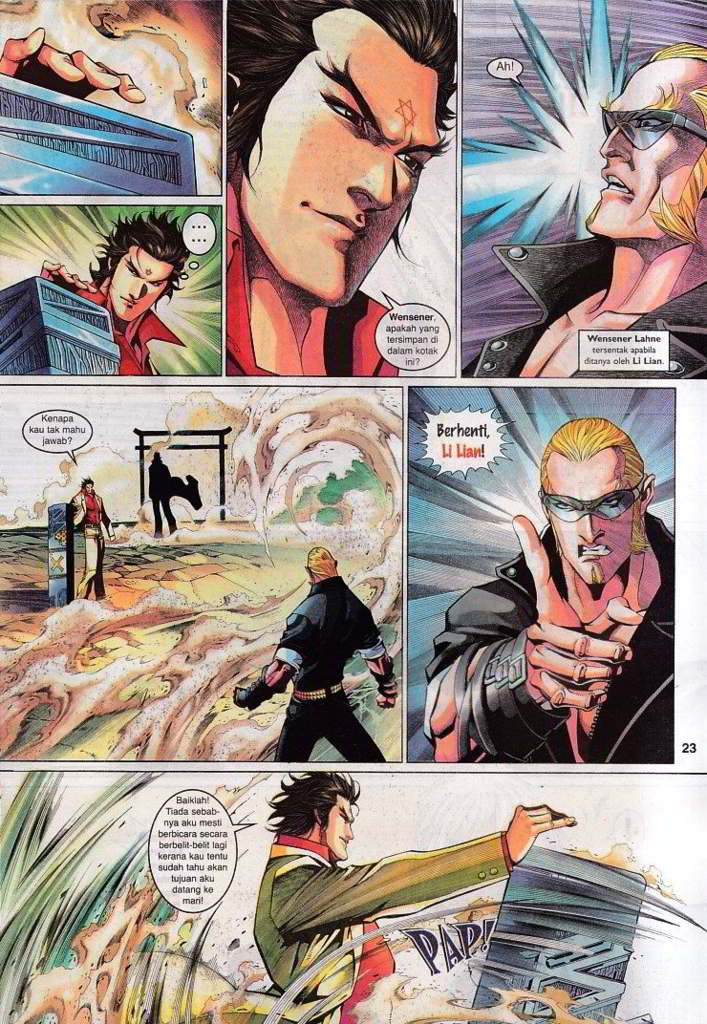 ...
...
Wensener,
apakah yang
tersimpan di
dalam kotak
ini?
Ah!
Wensener Lahne
tersentak apabila
ditanya oleh Li Lian.
Kenapa
kau tak mahu
jawab?
Berhenti,
Li Lian!
23
Baiklah!
Tiada sebab-
nya aku mesti
berbicara secara
berbelit-belit lagi
kerana kau tentu
sudah tahu akan
tujuan aku
datang ke
mari!
PAP!